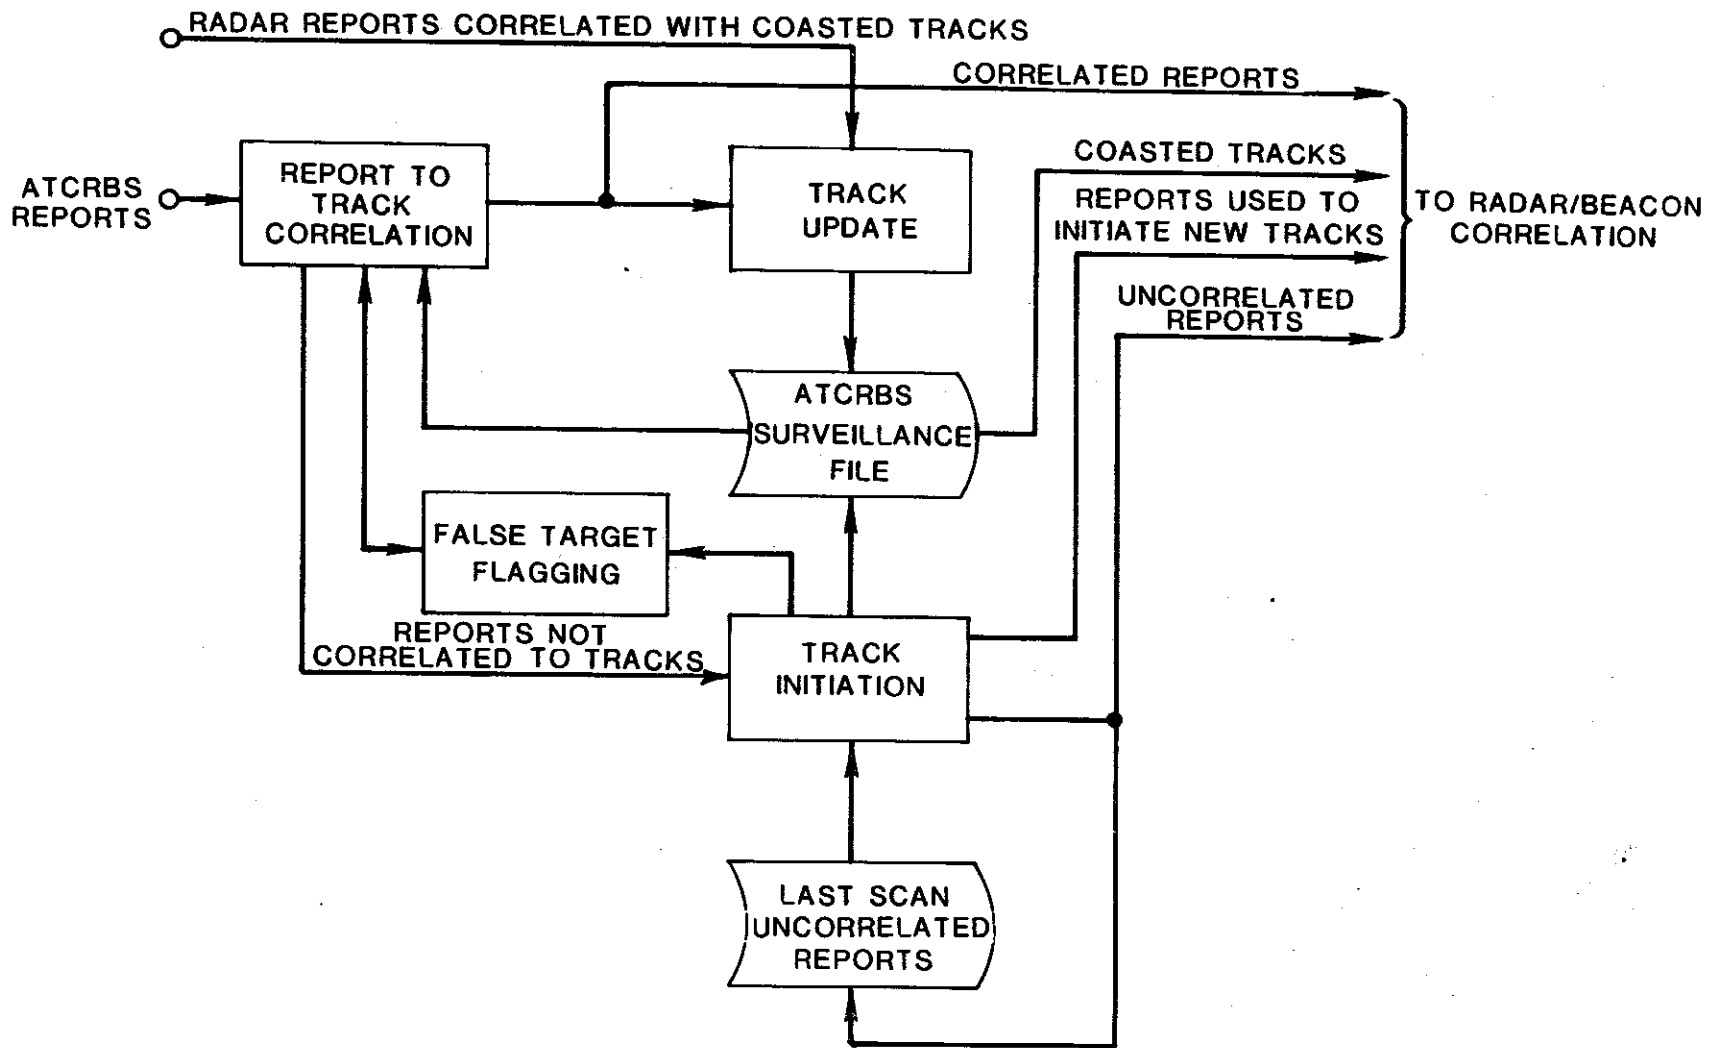 RADAR REPORTS CORRELATED WITH COASTED TRACKS
CORRELATED REPORTS
ATCRBS
REPORTS
REPORT TO
TRACK
CORRELATION
TRACK
UPDATE
COASTED TRACKS
REPORTS USED TO
INITIATE NEW TRACKS
UNCORRELATED
REPORTS
TO RADAR/BEACON
CORRELATION
ATCRBS
SURVEILLANCE
FILE
FALSE TARGET
FLAGGING
REPORTS NOT
CORRELATED TO TRACKS
TRACK
INITIATION
LAST SCAN
UNCORRELATED
REPORTS